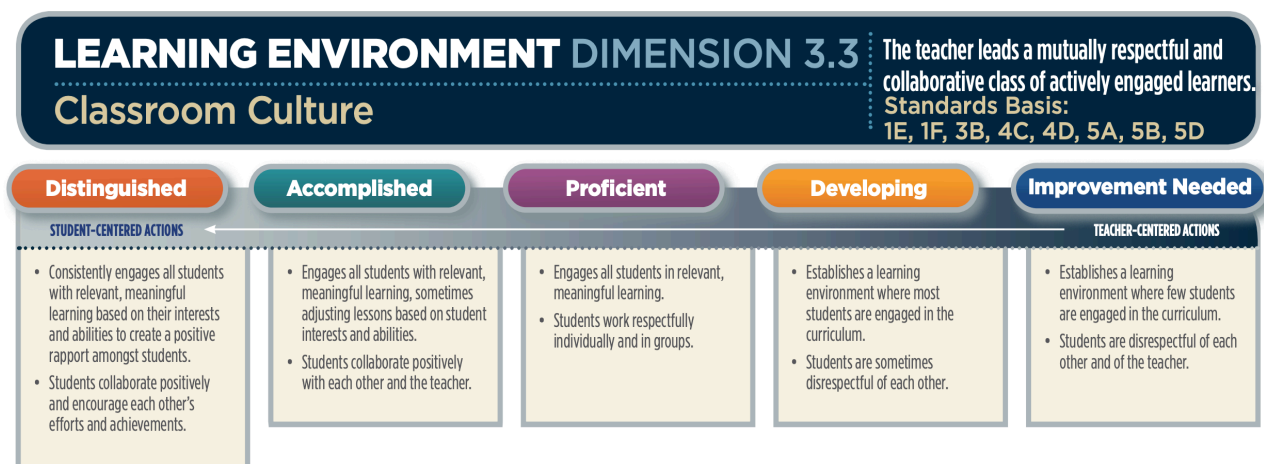 LEARNING ENVIRONMENT DIMENSION 3.3
Classroom Culture
The teacher leads a mutually respectful and
collaborative class of actively engaged learners.
Standards Basis:
1E, 1F, 3B, 4C, 4D, 5A, 5B, 5D
Distinguished
Accomplished
Proficient
Developing
Improvement Needed
STUDENT-CENTERED ACTIONS
TEACHER-CENTERED ACTIONS
• Consistently engages all students
with relevant, meaningful
learning based on their interests
and abilities to create a positive
rapport amongst students.
• Students collaborate positively
and encourage each other’s
efforts and achievements.
• Engages all students with relevant,
meaningful learning, sometimes
adjusting lessons based on student
interests and abilities.
• Students collaborate positively
with each other and the teacher.
• Engages all students in relevant,
meaningful learning.
• Students work respectfully
individually and in groups.
• Establishes a learning
environment where most
students are engaged in the
curriculum.
• Students are sometimes
disrespectful of each other.
• Establishes a learning
environment where few students
are engaged in the curriculum.
• Students are disrespectful of each
other and of the teacher.